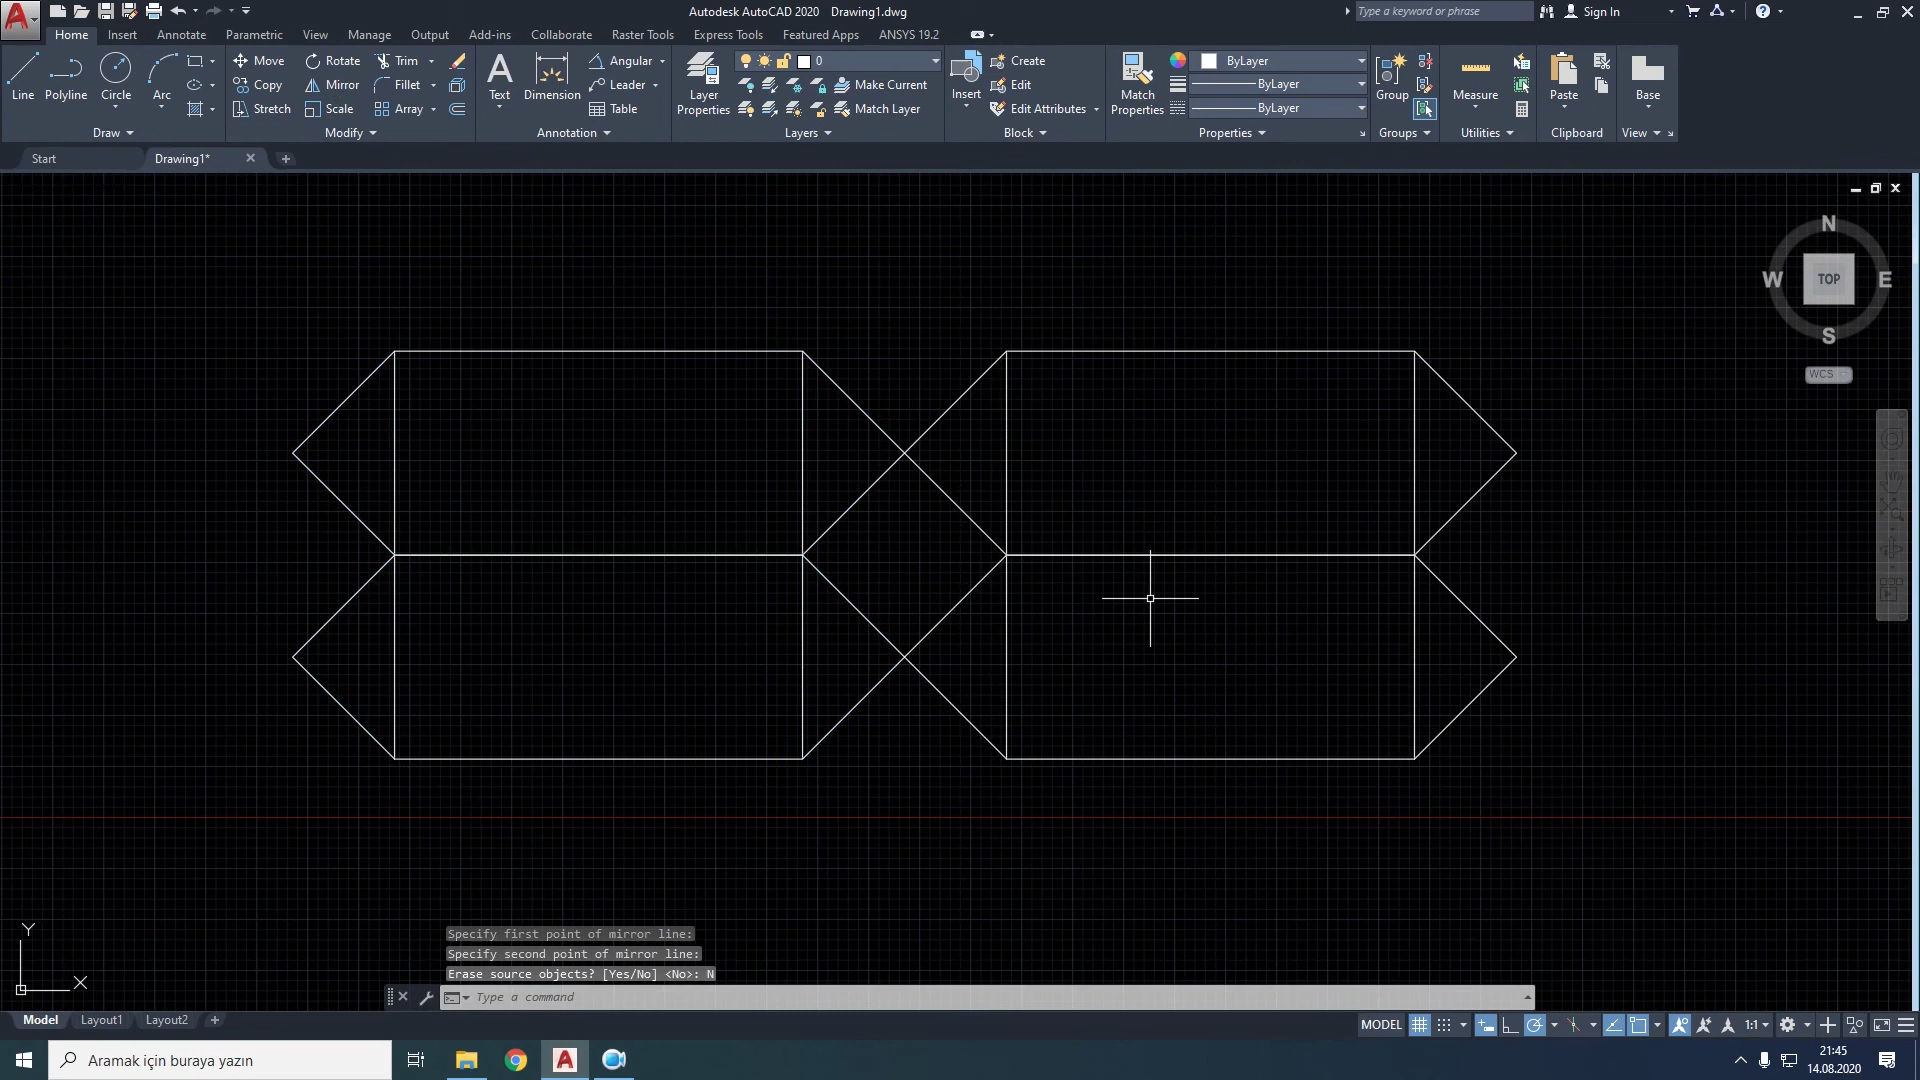 Autodesk AutoCAD 2020 Drawing1.dwg
Type a keyword or phrase
Sign In
Home Insert Annotate Parametric View Manage Output Add-ins Collaborate Raster Tools Express Tools Featured Apps ANSYS 19.2
Line
Polyline
Circle
Arc
Draw
Move
Rotate
Trim
Copy
Mirror
Fillet
Stretch
Scale
Array
Modify
Text
Dimension
Angular
Leader
Table
Annotation
Layer
Properties
0
Make Current
Match Layer
Layers
Insert
Create
Edit
Edit Attributes
Block
Match
Properties
ByLayer
ByLayer
ByLayer
Properties
Group
Groups
Measure
Utilities
Paste
Clipboard
Base
View
Start
Drawing1*
N
W
TOP
E
S
WCS
Y
X
Specify first point of mirror line:
Specify second point of mirror line:
Erase source objects? [Yes/No] <No>: N
Type a command
Model Layout1 Layout2
MODEL
1:1
Aramak için buraya yazın
21:45
14.08.2020